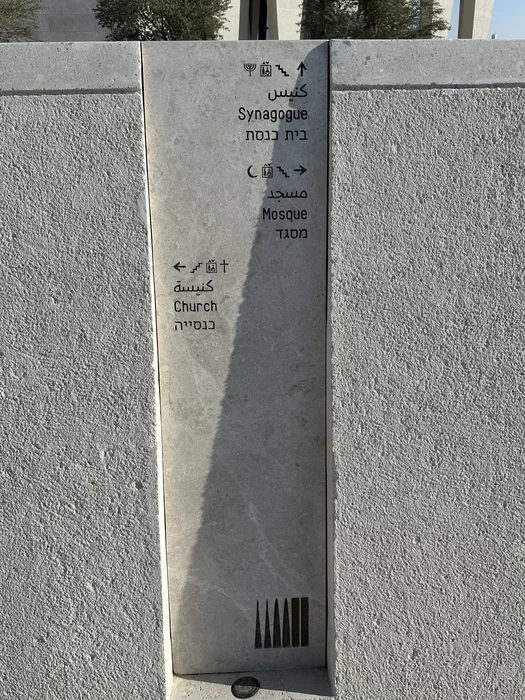 كنيس
Synagogue
בית כנסת
مسجد
Mosque
מסגד
كنيسة
Church
כנסייה